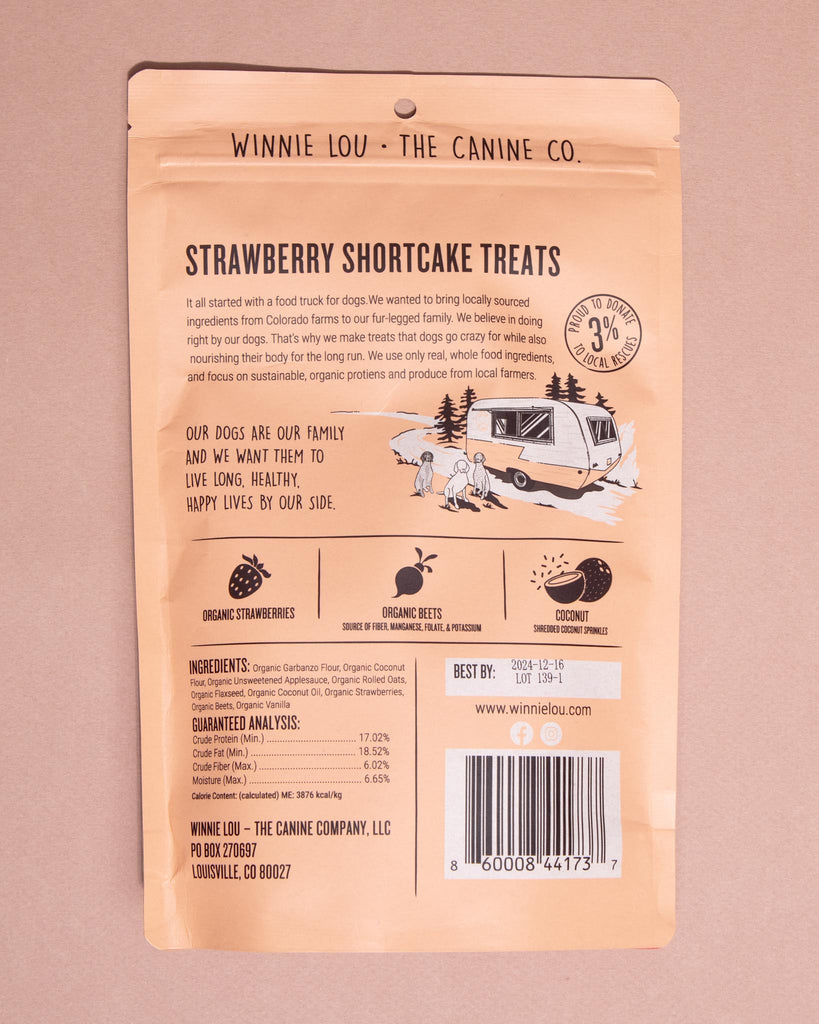 WINNIE LOU · THE CANINE CO.
STRAWBERRY SHORTCAKE TREATS
It all started with a food truck for dogs.We wanted to bring locally sourced
ingredients from Colorado farms to our fur-legged family. We believe in doing
right by our dogs. That's why we make treats that dogs go crazy for while also
nourishing their body for the long run. We use only real, whole food ingredients,
and focus on sustainable, organic protiens and produce from local farmers.
PROUD TO DONATE
3%
TO LOCAL RESCUES
OUR DOGS ARE OUR FAMILY
AND WE WANT THEM TO
LIVE LONG, HEALTHY,
HAPPY LIVES BY OUR SIDE.
ORGANIC STRAWBERRIES
ORGANIC BEETS
SOURCE OF FIBER, MANGANESE, FOLATE, & POTASSIUM
COCONUT
SHREDDED COCONUT SPRINKLES
INGREDIENTS: Organic Garbanzo Flour, Organic Coconut
Flour, Organic Unsweetened Applesauce, Organic Rolled Oats,
Organic Flaxseed, Organic Coconut Oil, Organic Strawberries,
Organic Beets, Organic Vanilla
GUARANTEED ANALYSIS:
Crude Protein (Min.) ........................ 17.02%
Crude Fat (Min.) ............................ 18.52%
Crude Fiber (Max.) .......................... 6.02%
Moisture (Max.) ............................. 6.65%
Calorie Content: (calculated) ME: 3876 kcal/kg
WINNIE LOU – THE CANINE COMPANY, LLC
PO BOX 270697
LOUISVILLE, CO 80027
BEST BY: 2024-12-16
LOT 139-1
www.winnielou.com
8 60008 44173 7